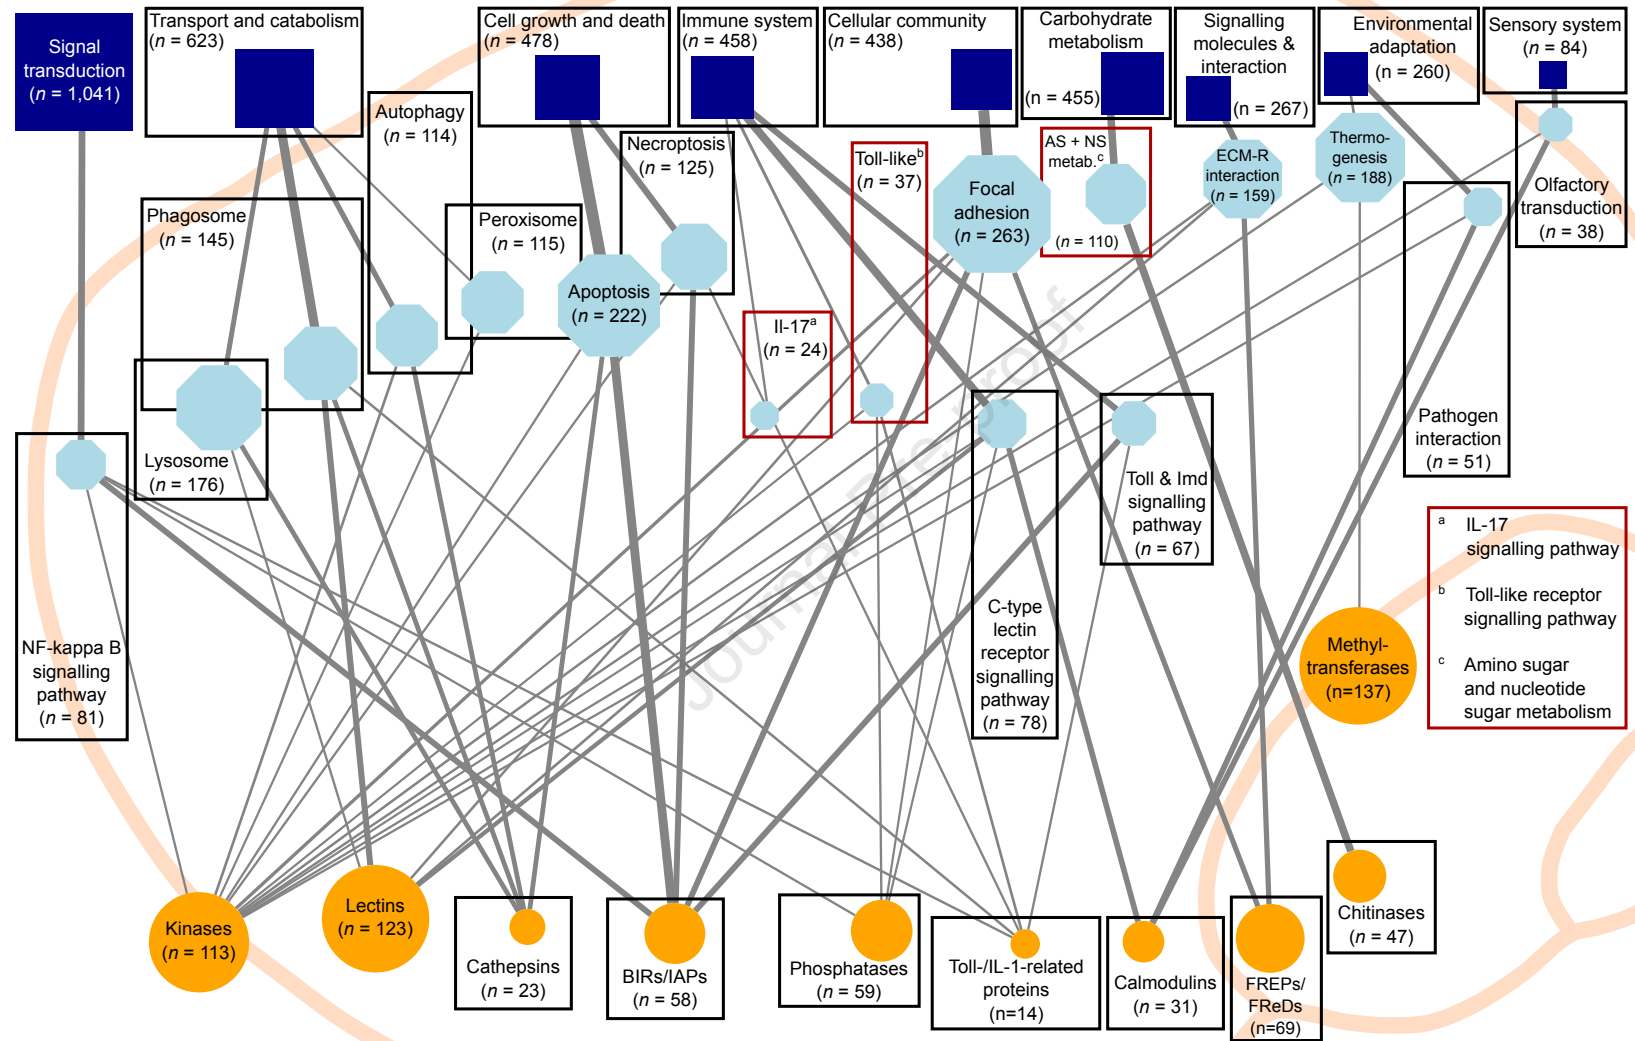 Signal
transduction
(n = 1,041)
Transport and catabolism
(n = 623)
Cell growth and death
(n = 478)
Immune system
(n = 458)
Cellular community
(n = 438)
Carbohydrate
metabolism
(n = 455)
Signalling
molecules &
interaction
(n = 267)
Environmental
adaptation
(n = 260)
Sensory system
(n = 84)
Autophagy
(n = 114)
Necroptosis
(n = 125)
Toll-likeᵇ
(n = 37)
AS + NS
metab.ᶜ
(n = 110)
ECM-R
interaction
(n = 159)
Thermo-
genesis
(n = 188)
Olfactory
transduction
(n = 38)
Phagosome
(n = 145)
Peroxisome
(n = 115)
Focal
adhesion
(n = 263)
Apoptosis
(n = 222)
Il-17ᵃ
(n = 24)
Lysosome
(n = 176)
Pathogen
interaction
(n = 51)
Toll & Imd
signalling
pathway
(n = 67)
C-type
lectin
receptor
signalling
pathway
(n = 78)
NF-kappa B
signalling
pathway
(n = 81)
Journal Pre-proof
ᵃ IL-17
signalling pathway
ᵇ Toll-like receptor
signalling pathway
ᶜ Amino sugar
and nucleotide
sugar metabolism
Methyl-
transferases
(n=137)
Kinases
(n = 113)
Lectins
(n = 123)
Cathepsins
(n = 23)
BIRs/IAPs
(n = 58)
Phosphatases
(n = 59)
Toll-/IL-1-related
proteins
(n=14)
Calmodulins
(n = 31)
FREPs/
FReDs
(n=69)
Chitinases
(n = 47)